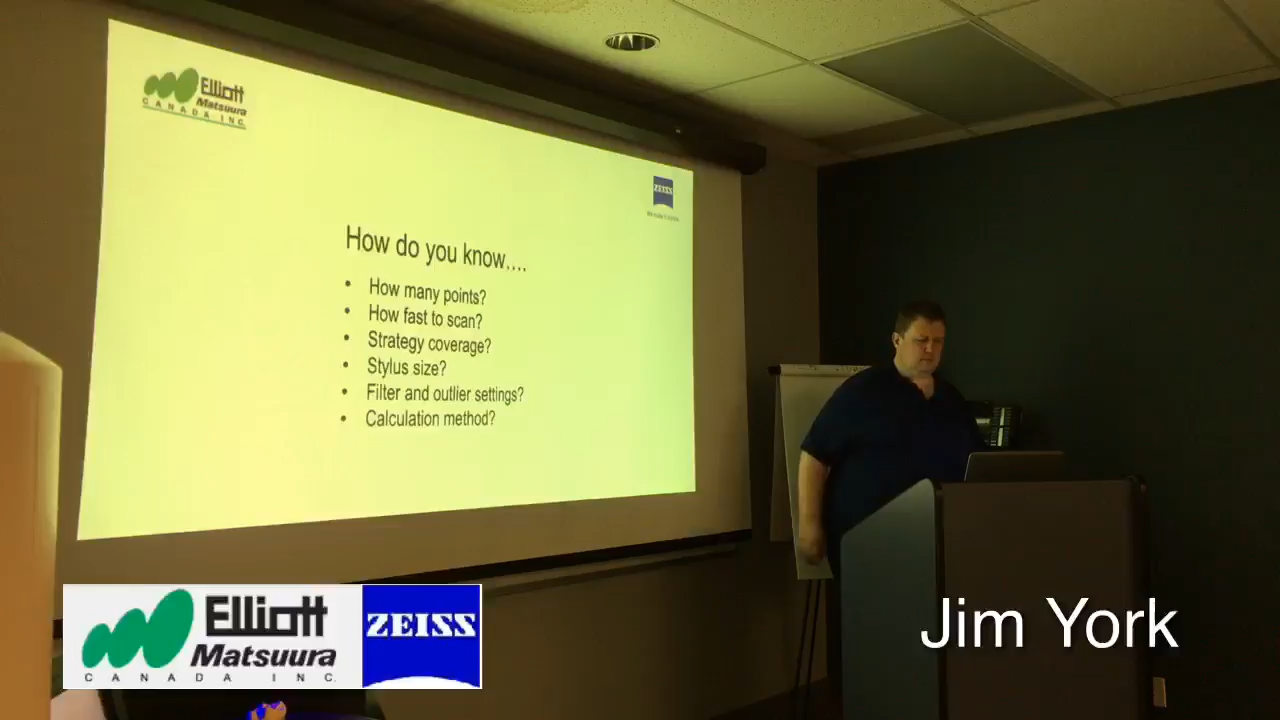 Elliott
Matsuura
CANADA INC.
ZEISS
How do you know....
• How many points?
• How fast to scan?
• Strategy coverage?
• Stylus size?
• Filter and outlier settings?
• Calculation method?
Elliott
Matsuura
CANADA INC.
ZEISS
Jim York